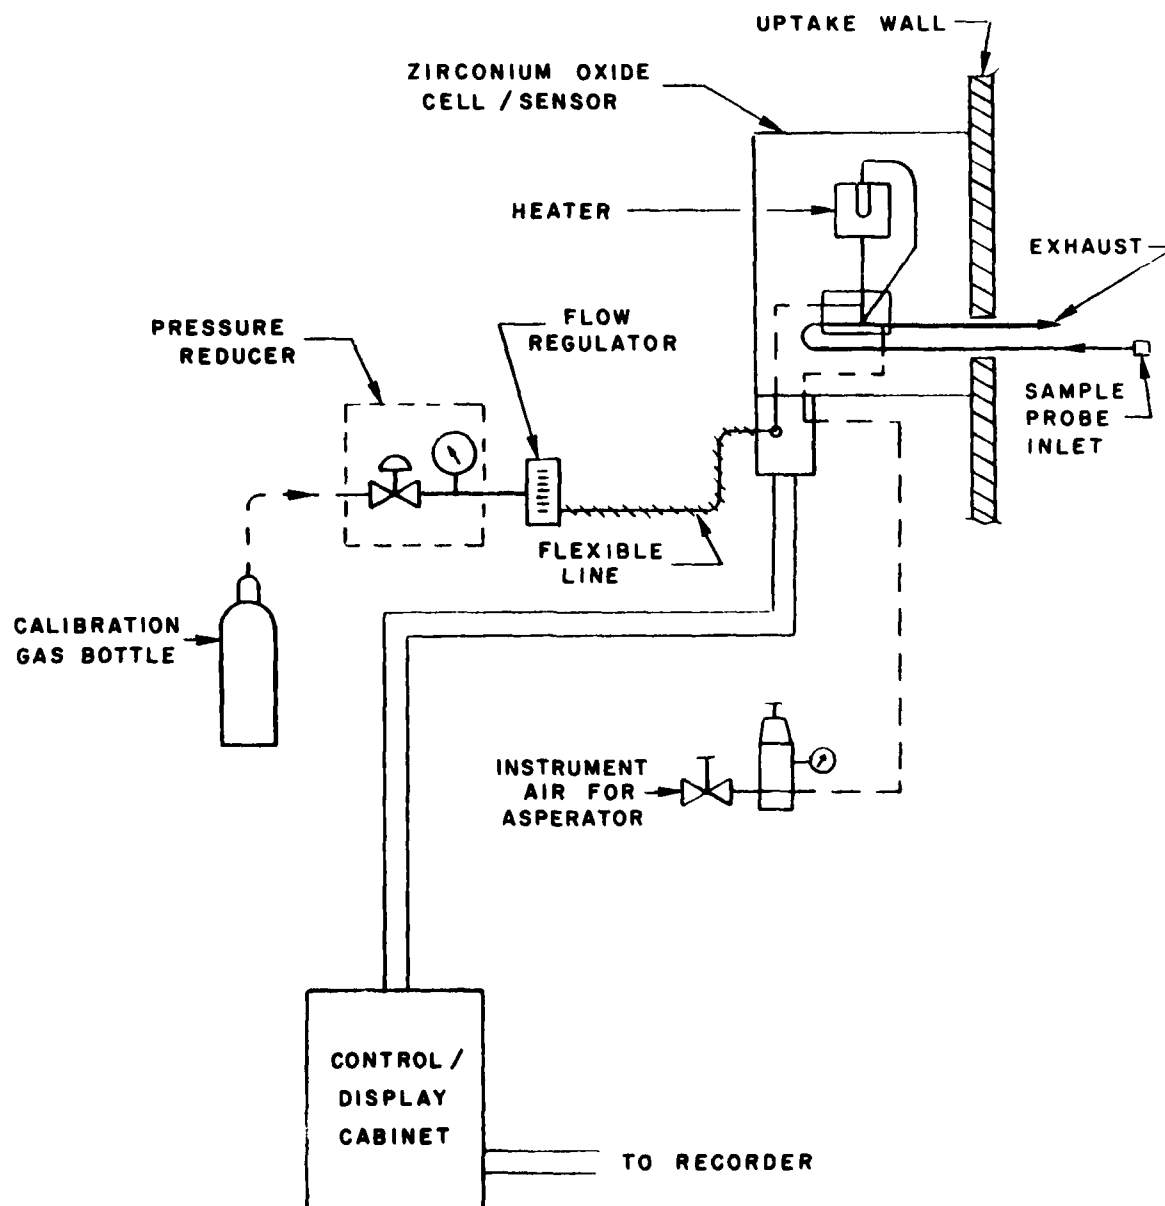 UPTAKE WALL
ZIRCONIUM OXIDE
CELL / SENSOR
HEATER
EXHAUST
PRESSURE
REDUCER
FLOW
REGULATOR
SAMPLE
PROBE
INLET
FLEXIBLE
LINE
CALIBRATION
GAS BOTTLE
INSTRUMENT
AIR FOR
ASPERATOR
CONTROL /
DISPLAY
CABINET
TO RECORDER